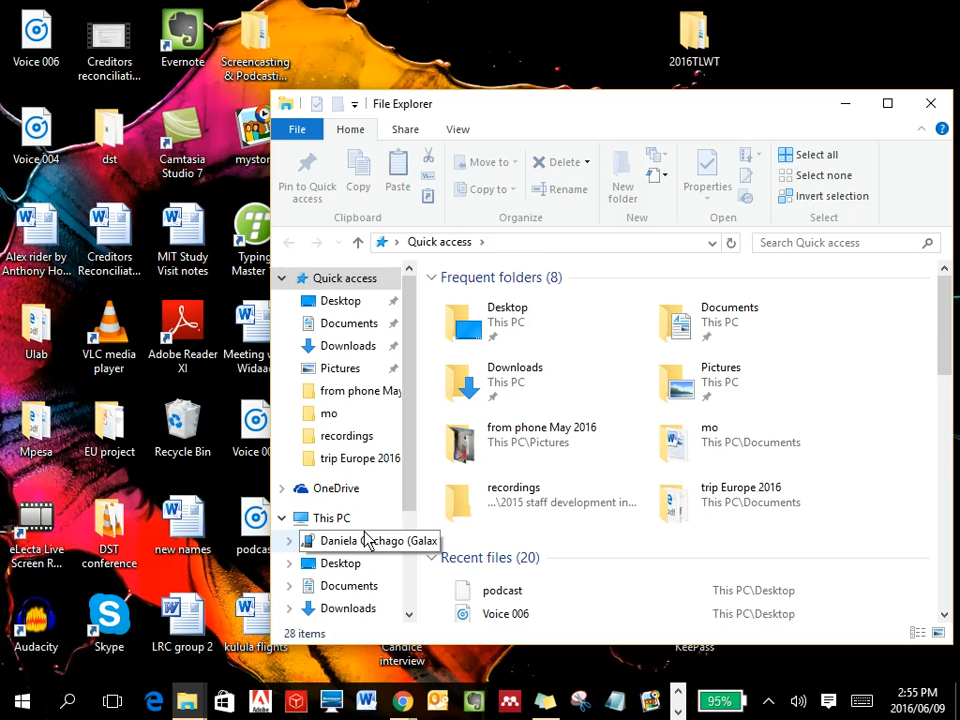 Voice 006
Creditors
reconciliati...
Evernote
Screencasting
& Podcasti...
2016TLWT
Voice 004
dst
Camtasia
Studio 7
mystor
Alex rider by
Anthony Ho...
Creditors
Reconciliat...
MIT Study
Visit notes
Typing
Master
Ulab
VLC media
player
Adobe Reader
XI
Meeting w
Widaa
Mpesa
EU project
Recycle Bin
Voice 00
eLecta Live
Screen R...
DST
conference
new names
podcas
Audacity
Skype
LRC group 2
kulula flights
Candice
interview
KeePass
File Explorer
File
Home
Share
View
Pin to Quick
access
Copy
Paste
Clipboard
Move to
Copy to
Delete
Rename
Organize
New
folder
New
Properties
Open
Select all
Select none
Invert selection
Select
Quick access
Search Quick access
Quick access
Desktop
Documents
Downloads
Pictures
from phone May
mo
recordings
trip Europe 2016
OneDrive
This PC
(Galax
Desktop
Documents
Downloads
Frequent folders (8)
Desktop
This PC
Documents
This PC
Downloads
This PC
Pictures
This PC
from phone May 2016
This PC\Pictures
mo
This PC\Documents
recordings
...\2015 staff development in...
trip Europe 2016
This PC\Documents
Recent files (20)
podcast
This PC\Desktop
Voice 006
This PC\Desktop
28 items
95%
2:55 PM
2016/06/09